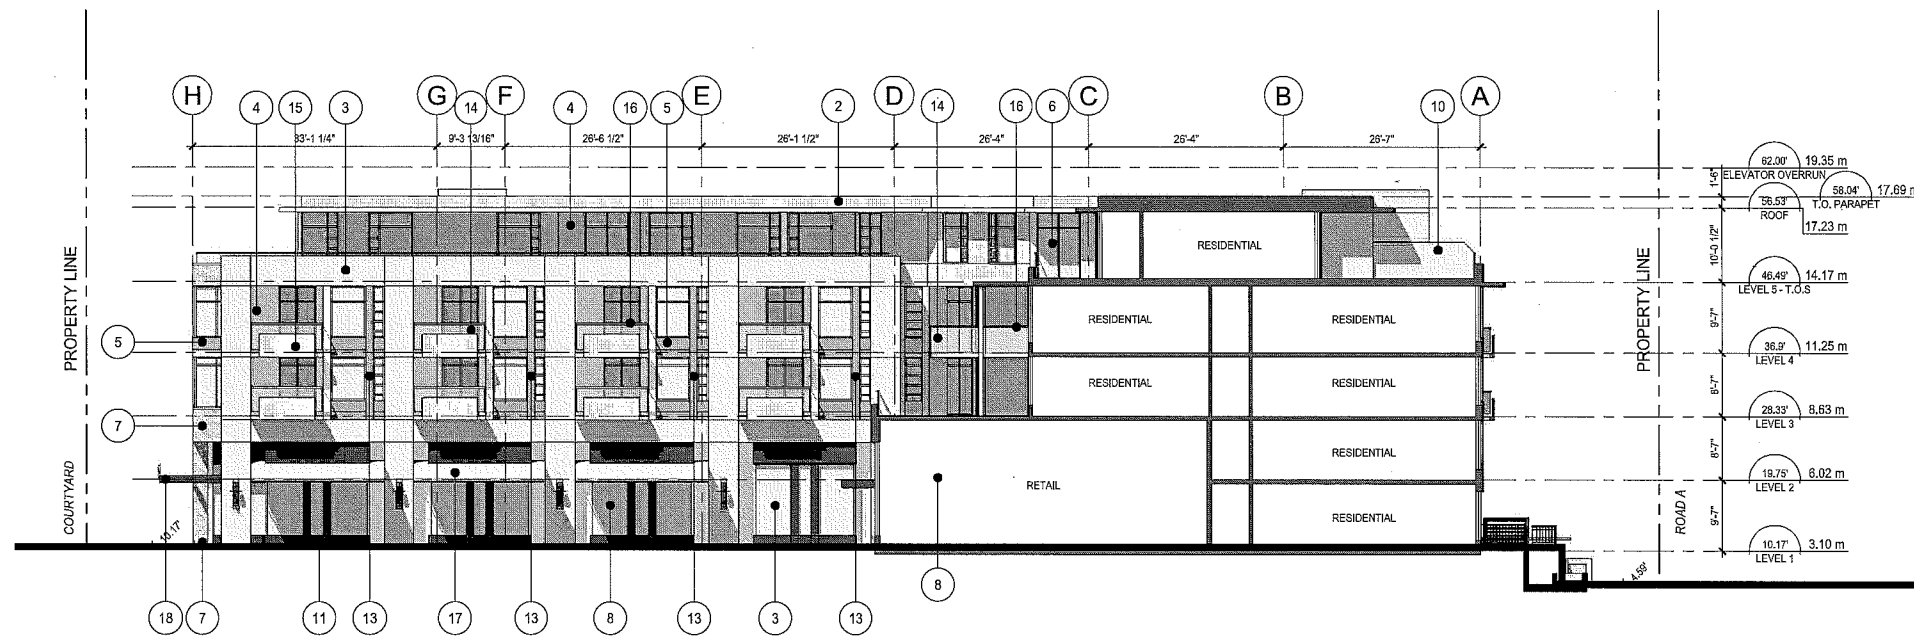 H G F E D C B A
4 15 3 14 4 16 5 2 14 16 6 10
33'-1 1/4" 9'-3 13/16" 26'-6 1/2" 26'-1 1/2" 26'-4" 26'-4" 26'-7"
PROPERTY LINE
COURTYARD
10.17'
5
7
RESIDENTIAL
RESIDENTIAL RESIDENTIAL
RESIDENTIAL RESIDENTIAL
RESIDENTIAL
RETAIL
RESIDENTIAL
8
18 7 11 13 17 13 8 13 3 13
PROPERTY LINE
ROAD A
4.59'
62.00' 19.35 m
ELEVATOR OVERRUN
1'-6"
58.04' 17.69 m
T.O. PARAPET
56.53'
ROOF
17.23 m
10'-0 1/2"
46.49' 14.17 m
LEVEL 5 - T.O.S
9'-7"
36.9' 11.25 m
LEVEL 4
8'-7"
28.33' 8.63 m
LEVEL 3
8'-7"
19.75' 6.02 m
LEVEL 2
9'-7"
10.17' 3.10 m
LEVEL 1